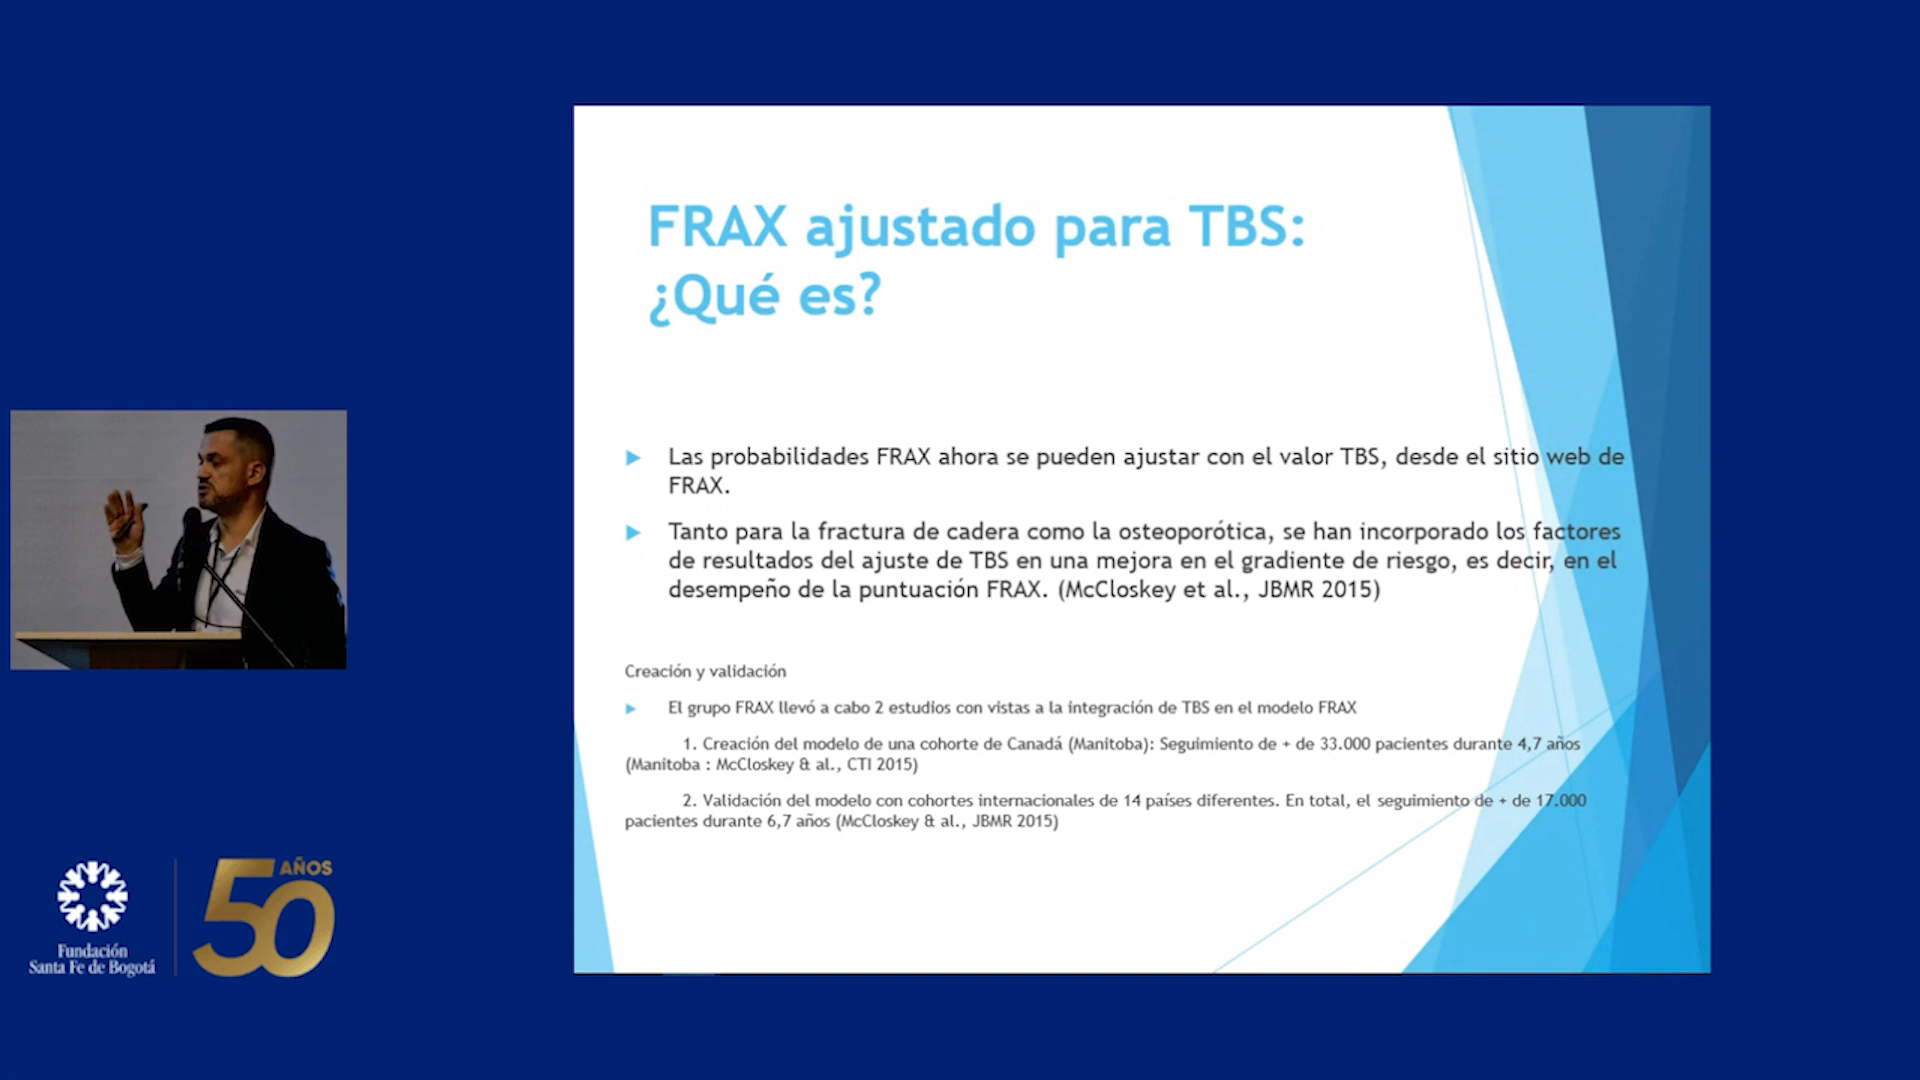 FRAX ajustado para TBS:
¿Qué es?
Las probabilidades FRAX ahora se pueden ajustar con el valor TBS, desde el sitio web de
FRAX.
Tanto para la fractura de cadera como la osteoporótica, se han incorporado los factores
de resultados del ajuste de TBS en una mejora en el gradiente de riesgo, es decir, en el
desempeño de la puntuación FRAX. (McCloskey et al., JBMR 2015)
Creación y validación
El grupo FRAX llevó a cabo 2 estudios con vistas a la integración de TBS en el modelo FRAX
1. Creación del modelo de una cohorte de Canadá (Manitoba): Seguimiento de + de 33.000 pacientes durante 4,7 años
(Manitoba : McCloskey & al., CTI 2015)
2. Validación del modelo con cohortes internacionales de 14 países diferentes. En total, el seguimiento de + de 17.000
pacientes durante 6,7 años (McCloskey & al., JBMR 2015)
Fundación
Santa Fe de Bogotá
50 AÑOS